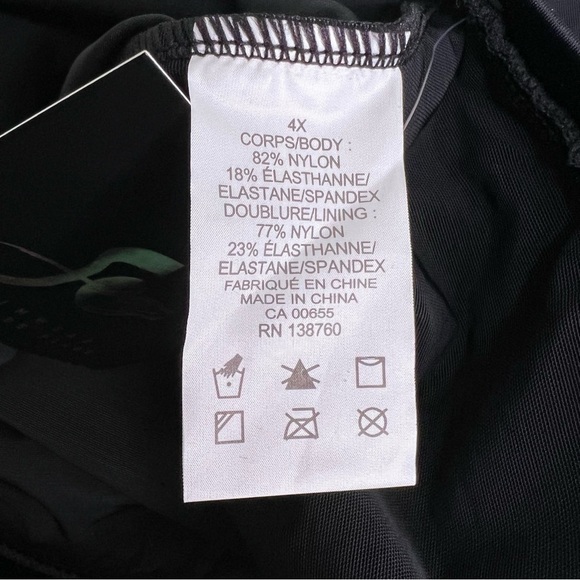 4X
CORPS/BODY :
82% NYLON
18% ÉLASTHANNE/
ELASTANE/SPANDEX
DOUBLURE/LINING :
77% NYLON
23% ÉLASTHANNE/
ELASTANE/SPANDEX
FABRIQUÉ EN CHINE
MADE IN CHINA
CA 00655
RN 138760